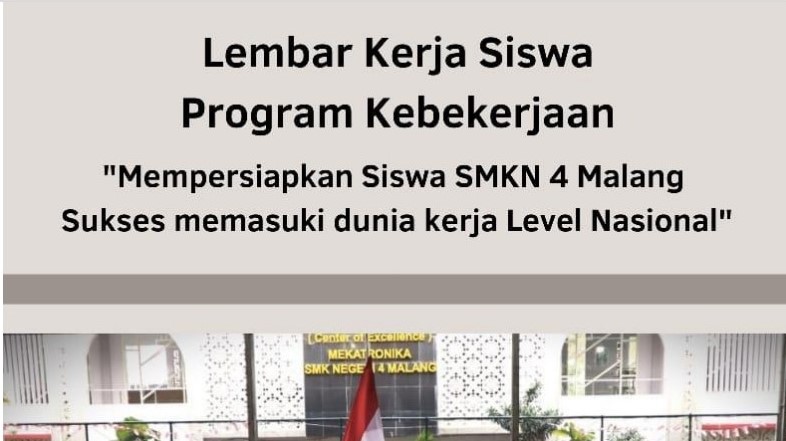 Lembar Kerja Siswa
Program Kebekerjaan
"Mempersiapkan Siswa SMKN 4 Malang
Sukses memasuki dunia kerja Level Nasional"
( Center of Excellence )
MEKATRONIKA
SMK NEGERI 4 MALANG